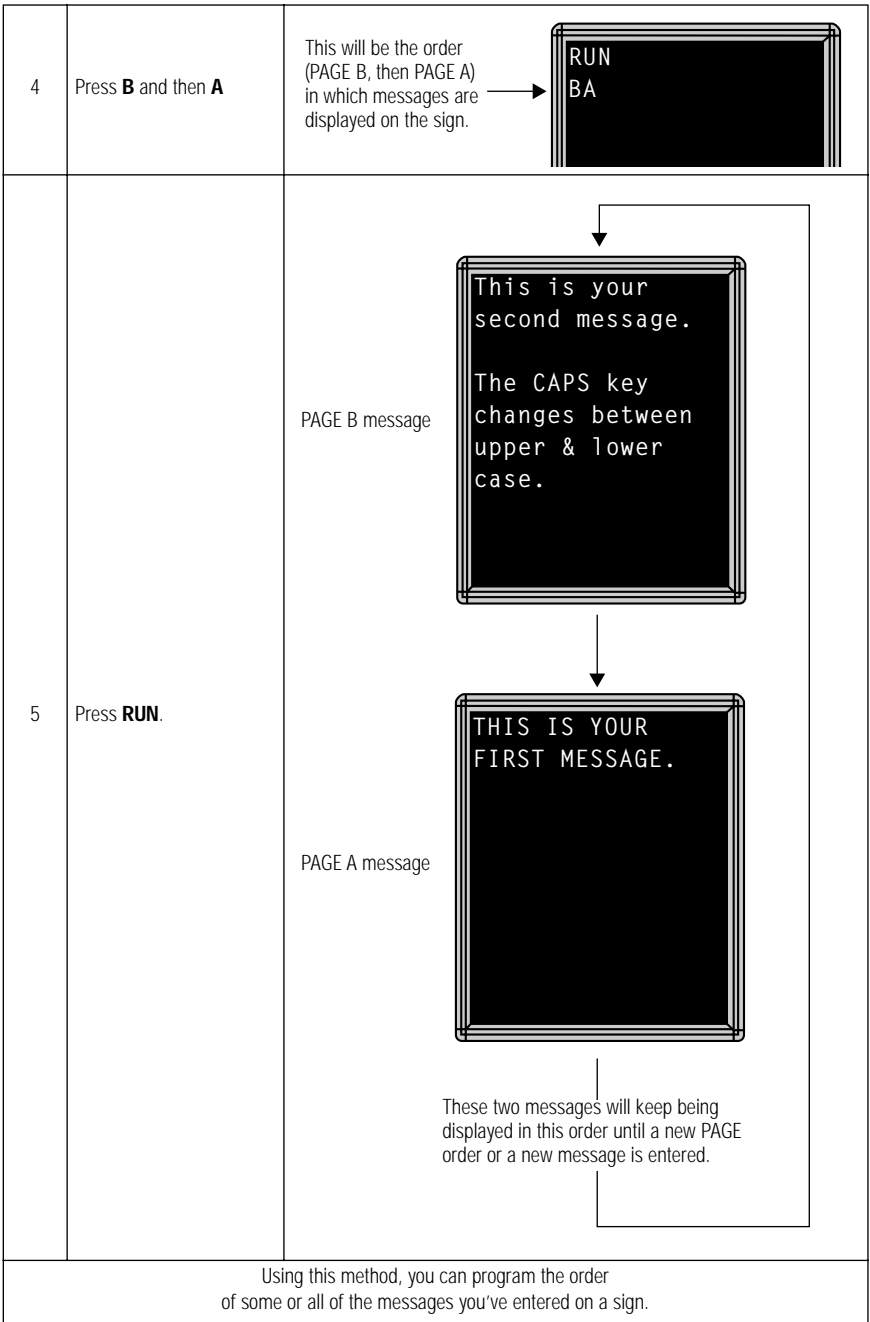 4
Press B and then A
This will be the order
(PAGE B, then PAGE A)
in which messages are
displayed on the sign.
RUN
BA
5
Press RUN.
PAGE B message
This is your
second message.
The CAPS key
changes between
upper & lower
case.
PAGE A message
THIS IS YOUR
FIRST MESSAGE.
These two messages will keep being
displayed in this order until a new PAGE
order or a new message is entered.
Using this method, you can program the order
of some or all of the messages you've entered on a sign.